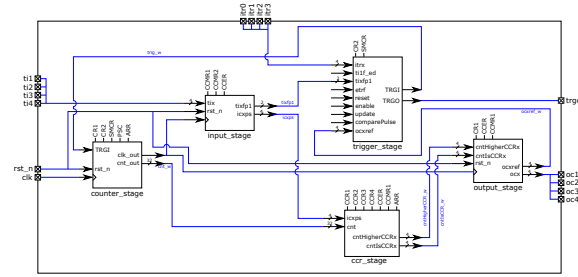 itr0
itr1
itr2
itr3
trig_w
CR2
SMCR
ti1
ti2
ti3
ti4
CCMR1
CCMR2
CCER
tix
rst_n
tixfp1
icxps
input_stage
tixfp1
icxps
itrx
ti1f_ed
tixfp1
etrf
reset
enable
update
comparePulse
ocxref
TRGI
TRGO
trigger_stage
trgo
ocxref_w
CR1
CR2
SMCR
PSC
ARR
TRGI
rst_n
clk_out
cnt_out
counter_stage
rst_n
clk
CR1
CCER
CCMR1
cntHigherCCRx
cntIsCCRx
rst_n
ocxref
ocx
output_stage
oc1
oc2
oc3
oc4
CCR1
CCR2
CCR3
CCR4
CCER
CCMR1
ARR
icxps
cnt
cntHigherCCRx
cntIsCCRx
ccr_stage
cntHigherCCRx_w
cntIsCCRx_w